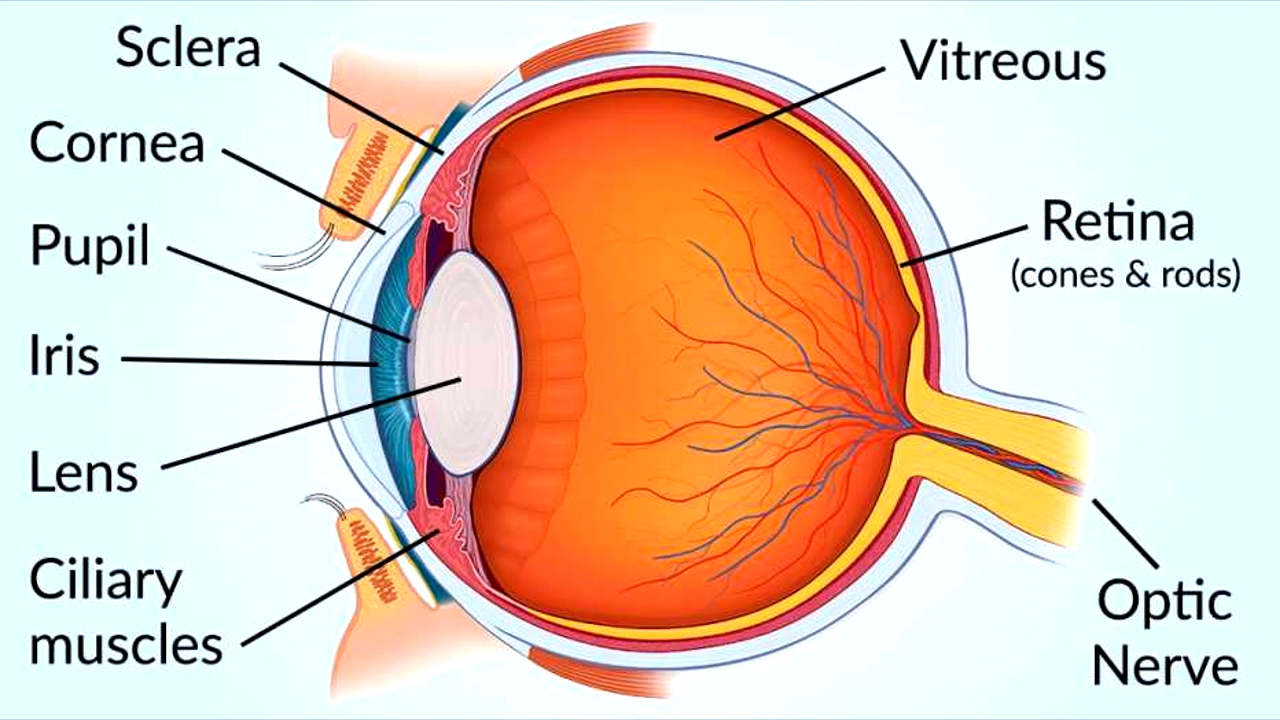 Sclera
Cornea
Pupil
Iris
Lens
Ciliary
muscles
Vitreous
Retina
(cones & rods)
Optic
Nerve